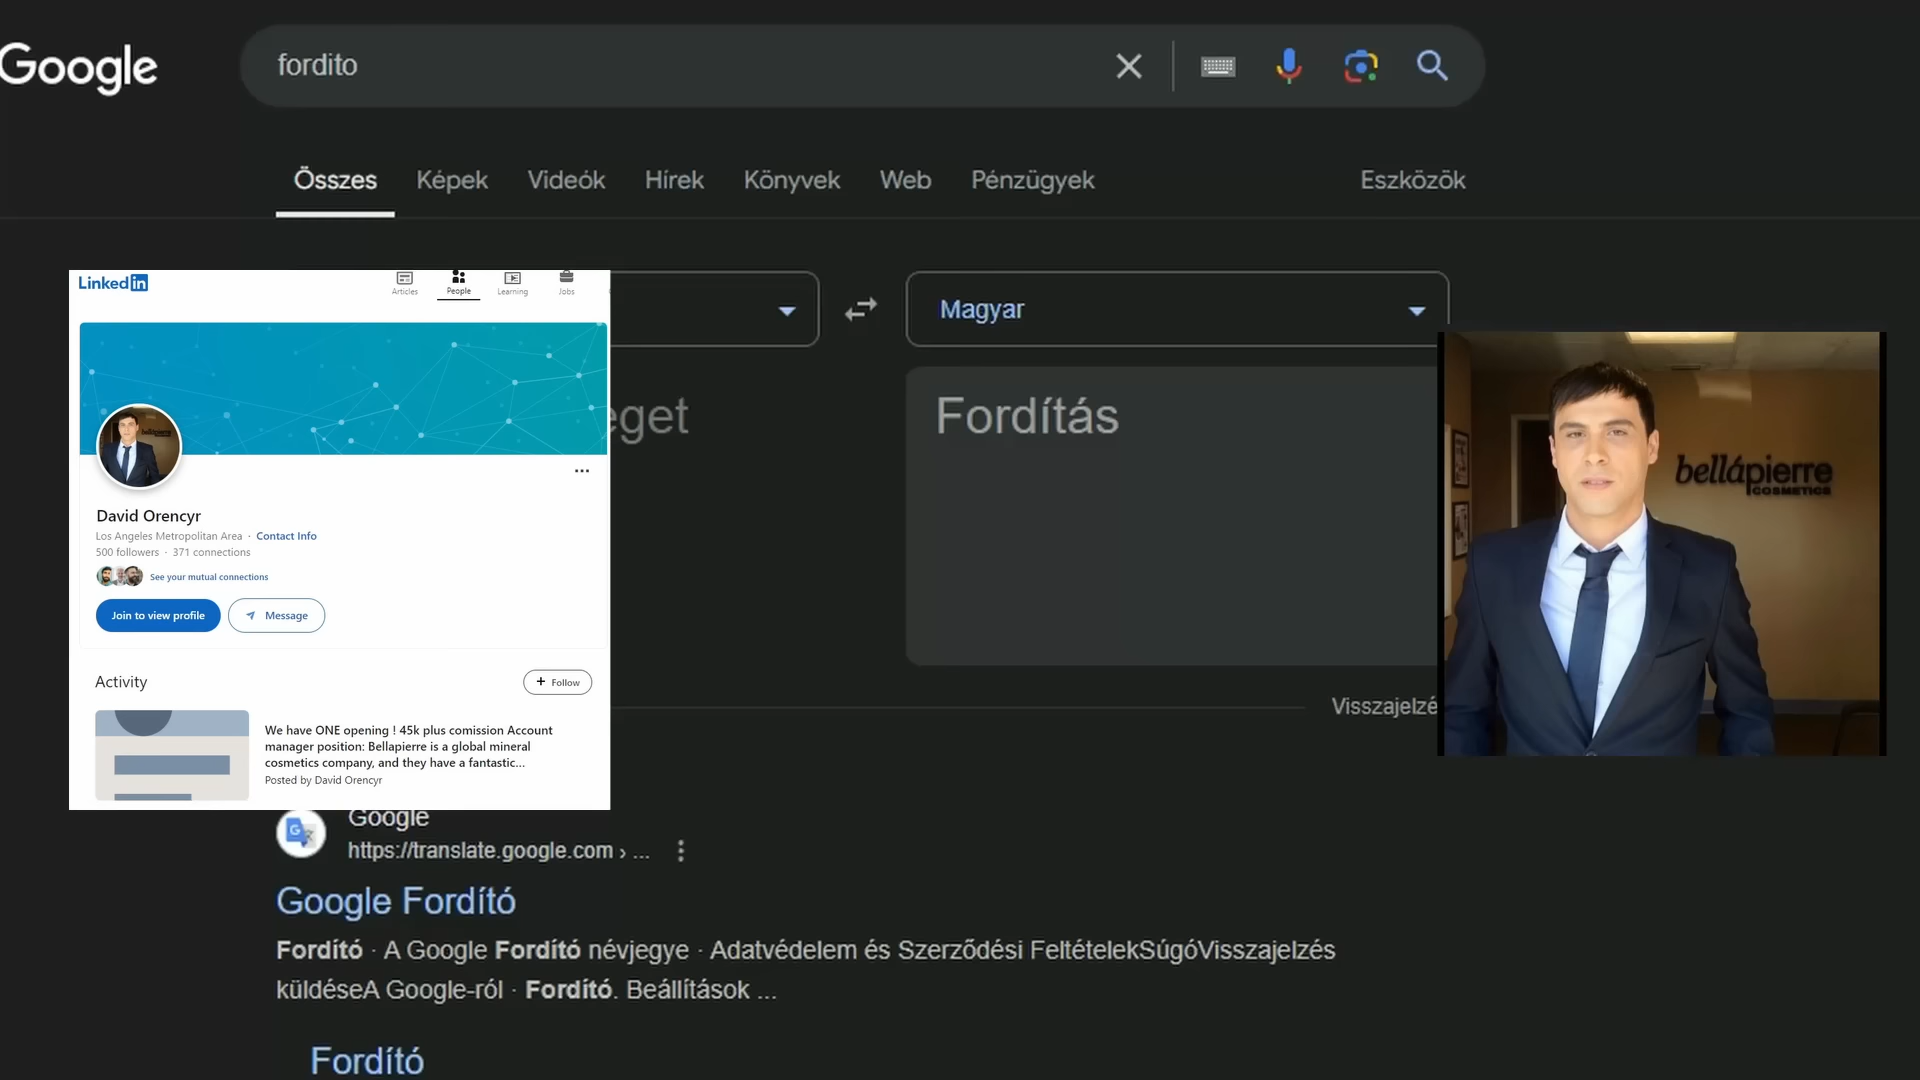 Google
fordito
Összes
Képek
Videók
Hírek
Könyvek
Web
Pénzügyek
Eszközök
LinkedIn
Articles
People
Learning
Jobs
Magyar
eget
Fordítás
bellápierre
COSMETICS
David Orencyr
Los Angeles Metropolitan Area · Contact Info
500 followers · 371 connections
See your mutual connections
Join to view profile
Message
Activity
+ Follow
We have ONE opening ! 45k plus comission Account
manager position: Bellapierre is a global mineral
cosmetics company, and they have a fantastic...
Posted by David Orencyr
Visszajelzé
Google
https://translate.google.com › ...
Google Fordító
Fordító · A Google Fordító névjegye · Adatvédelem és Szerződési FeltételekSúgóVisszajelzés
küldéseA Google-ról · Fordító. Beállítások ...
Fordító